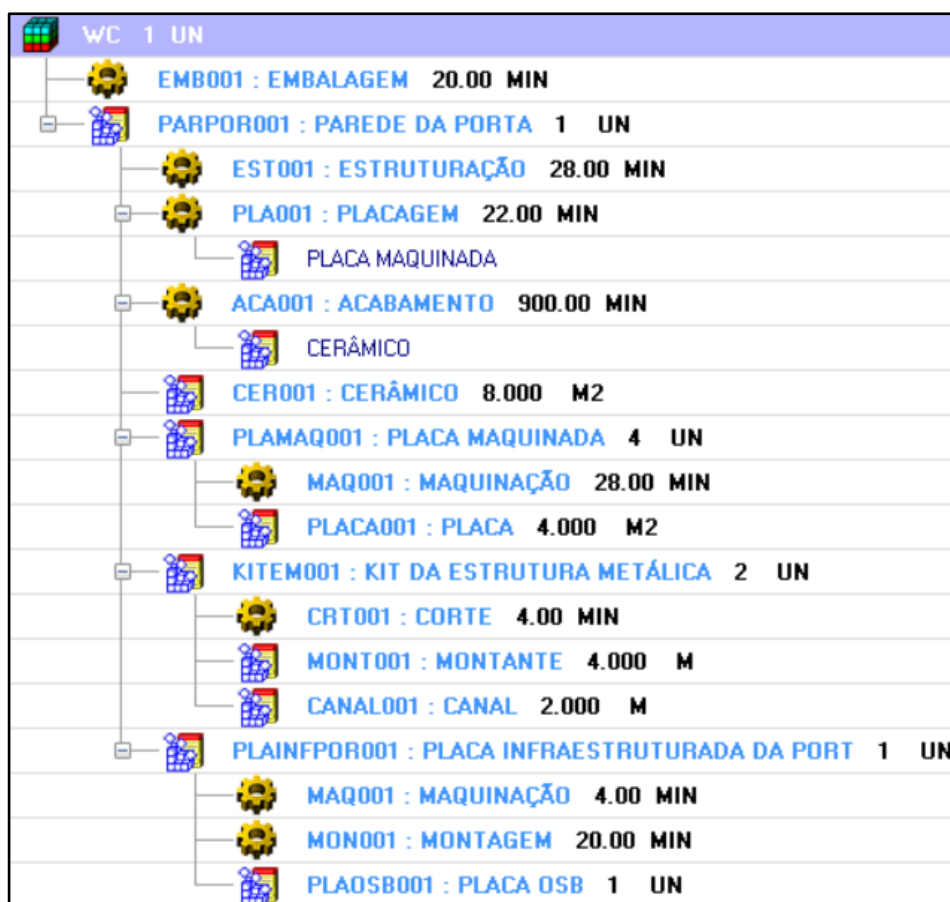 WC 1 UN
EMB001 : EMBALAGEM 20.00 MIN
PARPOR001 : PAREDE DA PORTA 1 UN
EST001 : ESTRUTURAÇÃO 28.00 MIN
PLA001 : PLACAGEM 22.00 MIN
PLACA MAQUINADA
ACA001 : ACABAMENTO 900.00 MIN
CERÂMICO
CER001 : CERÂMICO 8.000 M2
PLAMAQ001 : PLACA MAQUINADA 4 UN
MAQ001 : MAQUINAÇÃO 28.00 MIN
PLACA001 : PLACA 4.000 M2
KITEM001 : KIT DA ESTRUTURA METÁLICA 2 UN
CRT001 : CORTE 4.00 MIN
MONT001 : MONTANTE 4.000 M
CANAL001 : CANAL 2.000 M
PLAINFPOR001 : PLACA INFRAESTRUTURADA DA PORT 1 UN
MAQ001 : MAQUINAÇÃO 4.00 MIN
MON001 : MONTAGEM 20.00 MIN
PLAOSB001 : PLACA OSB 1 UN